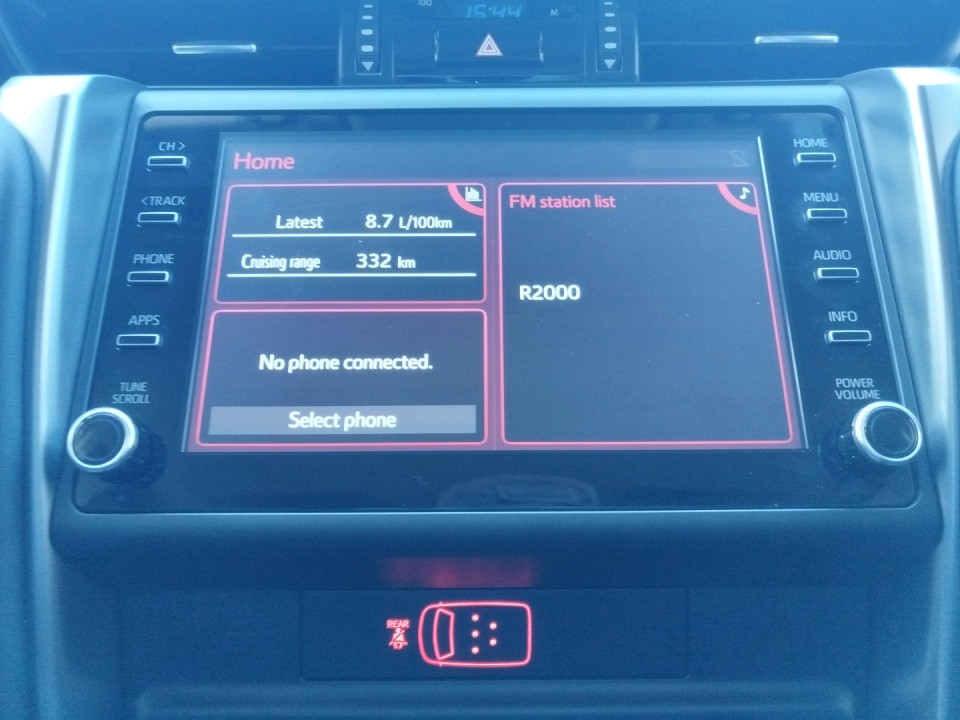 15:44
M
CH >
HOME
Home
<TRACK
MENU
Latest 8.7 L/100km
FM station list
PHONE
AUDIO
Cruising range 332 km
R2000
APPS
INFO
No phone connected.
TUNE
SCROLL
POWER
VOLUME
Select phone
REAR